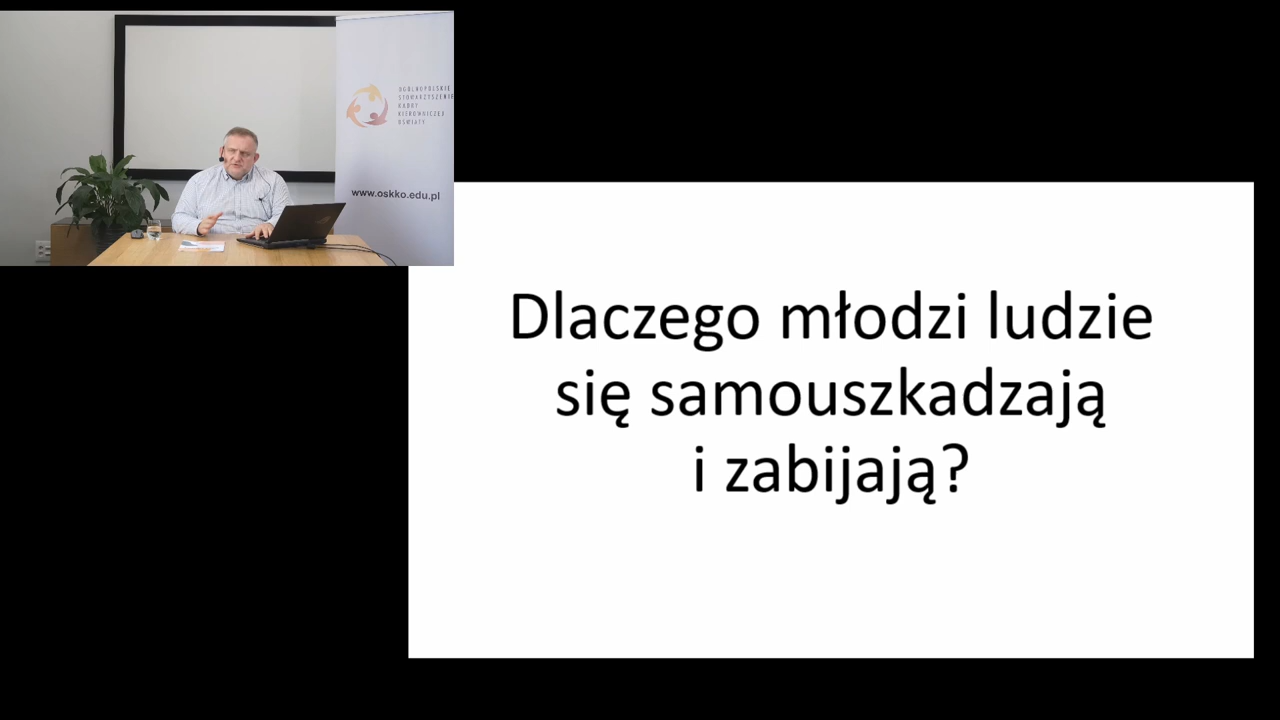 OGÓLNOPOLSKIE
STOWARZYSZENIE
KADRY
KIEROWNICZEJ
OŚWIATY
www.oskko.edu.pl
Dlaczego młodzi ludzie
się samouszkadzają
i zabijają?